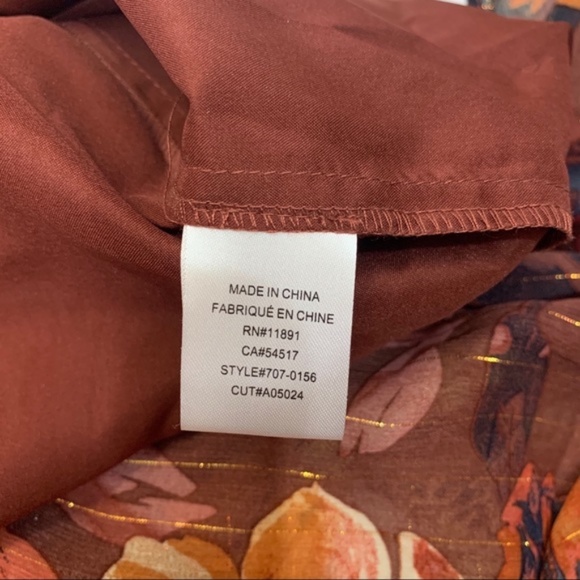 MADE IN CHINA
FABRIQUÉ EN CHINE
RN#11891
CA#54517
STYLE#707-0156
CUT#A05024